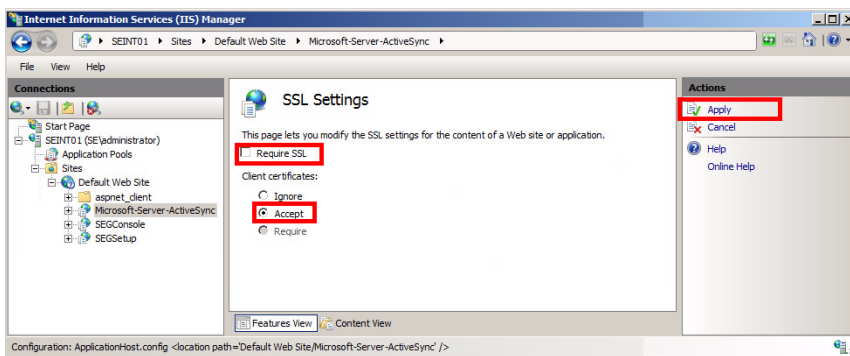 Internet Information Services (IIS) Manager
SEINT01 Sites Default Web Site Microsoft-Server-ActiveSync
File View Help
Connections
Start Page
SEINT01 (SE\administrator)
Application Pools
Sites
Default Web Site
aspnet_client
Microsoft-Server-ActiveSync
SEGConsole
SEGSetup
SSL Settings
This page lets you modify the SSL settings for the content of a Web site or application.
Require SSL
Client certificates:
Ignore
Accept
Require
Features View Content View
Actions
Apply
Cancel
Help
Online Help
Configuration: ApplicationHost.config <location path='Default Web Site/Microsoft-Server-ActiveSync' />